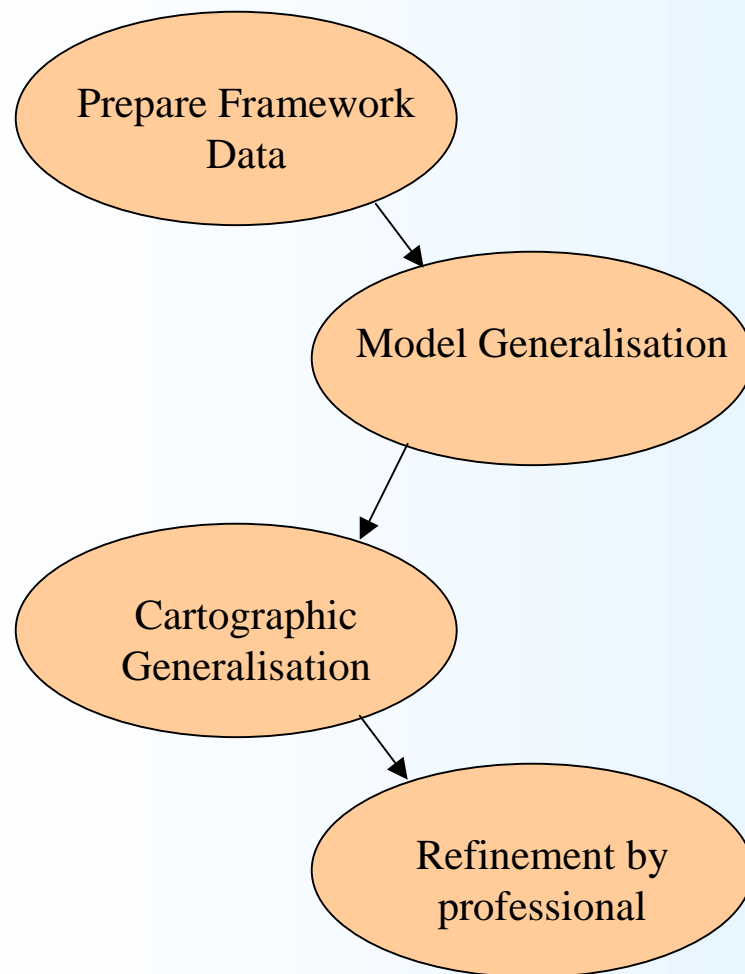 Prepare Framework
Data
Model Generalisation
Cartographic
Generalisation
Refinement by
professional